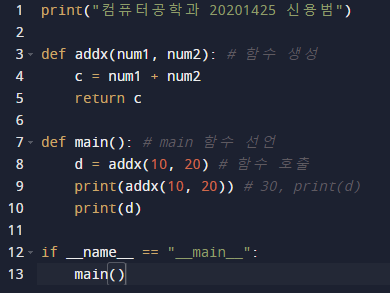 1 print("컴퓨터공학과 20201425 신용범")
2
3 def addx(num1, num2): # 함수 생성
4     c = num1 + num2
5     return c
6
7 def main(): # main 함수 선언
8     d = addx(10, 20) # 함수 호출
9     print(addx(10, 20)) # 30, print(d)
10     print(d)
11
12 if __name__ == "__main__":
13     main()